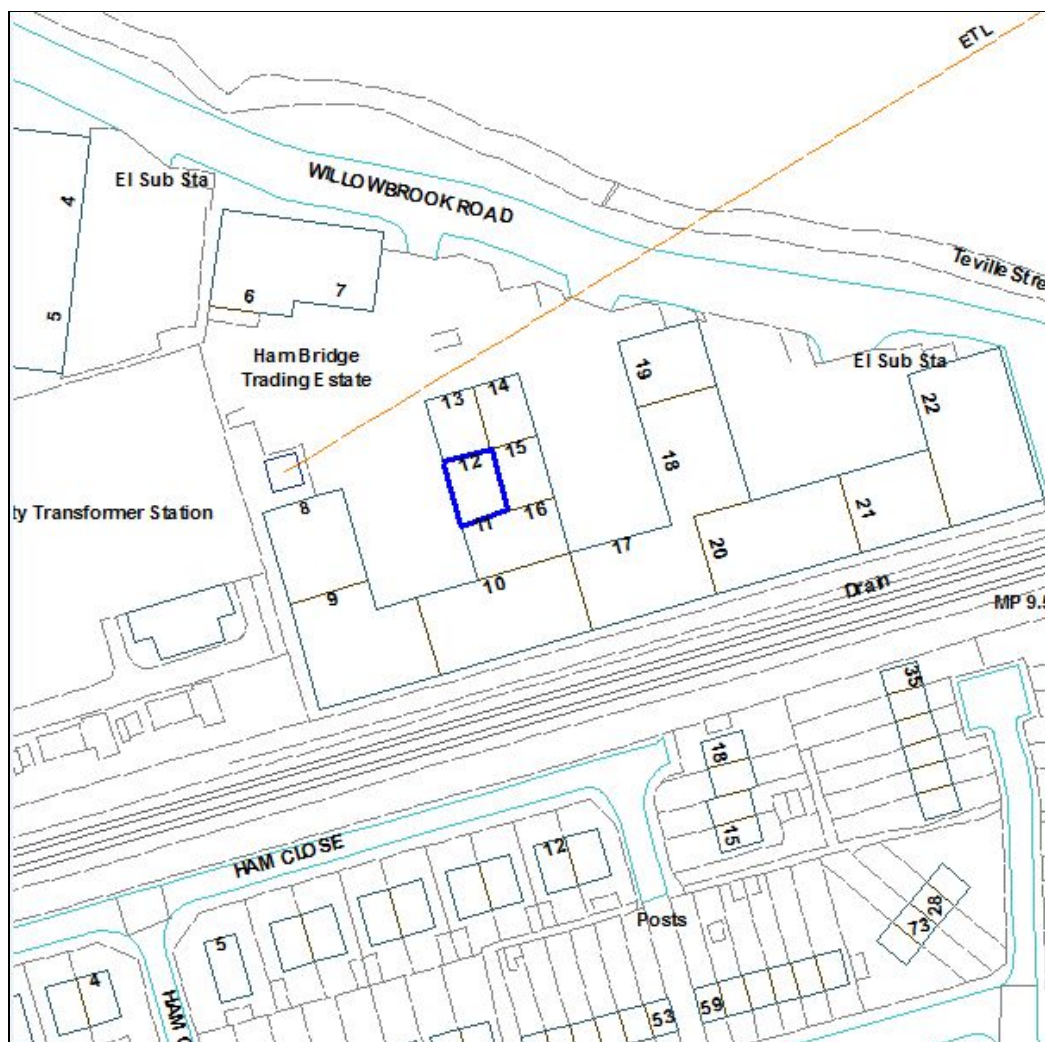 ETL
WILLOWBROOK ROAD
El Sub Sta
4
5
6
7
Teville Stre
Ham Bridge
Trading Estate
El Sub Sta
13
14
19
22
12
15
18
8
ty Transformer Station
11
16
21
17
20
10
9
Drain
MP 9.5
35
18
15
HAM CLOSE
12
28
73
Posts
5
4
HAM C
59
53